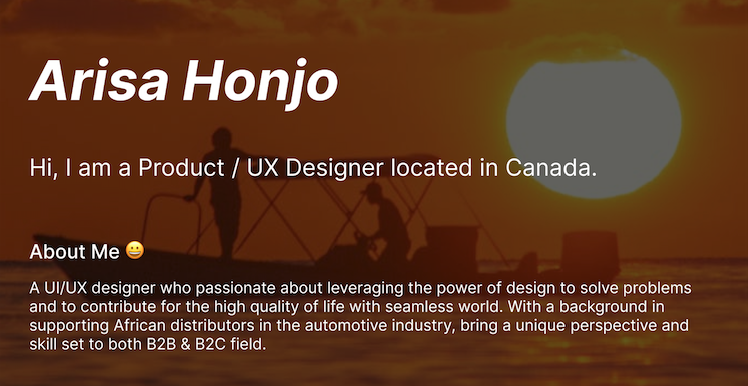 Arisa Honjo
Hi, I am a Product / UX Designer located in Canada.
About Me 😀
A UI/UX designer who passionate about leveraging the power of design to solve problems
and to contribute for the high quality of life with seamless world. With a background in
supporting African distributors in the automotive industry, bring a unique perspective and
skill set to both B2B & B2C field.